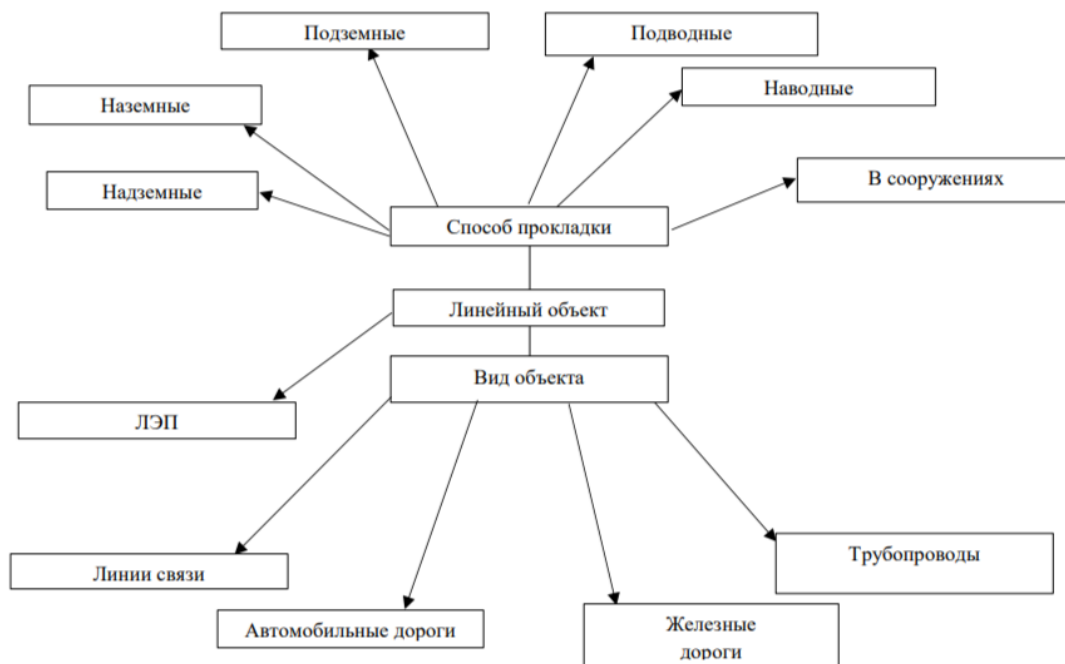 Подземные
Подводные
Наводные
Наземные
Надземные
В сооружениях
Способ прокладки
Линейный объект
Вид объекта
ЛЭП
Линии связи
Автомобильные дороги
Железные
дороги
Трубопроводы